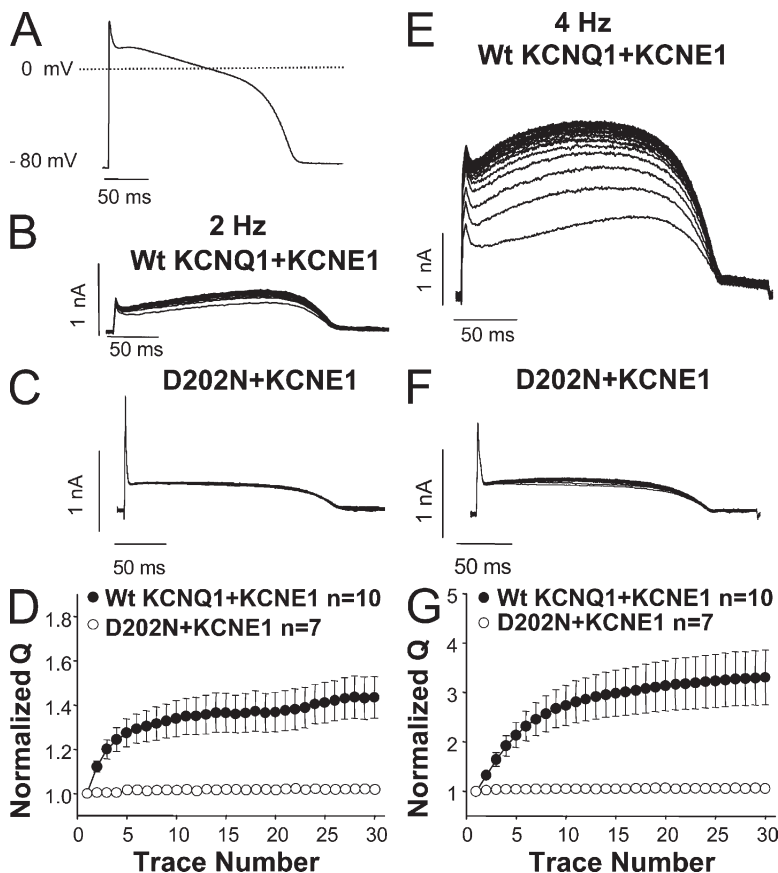 A
0 mV
- 80 mV
50 ms
B
2 Hz
Wt KCNQ1+KCNE1
1 nA
50 ms
C
D202N+KCNE1
1 nA
50 ms
D
Wt KCNQ1+KCNE1 n=10
D202N+KCNE1 n=7
Normalized Q
1.8
1.6
1.4
1.2
1.0
0 5 10 15 20 25 30
Trace Number
E
4 Hz
Wt KCNQ1+KCNE1
1 nA
50 ms
F
D202N+KCNE1
1 nA
50 ms
G
Wt KCNQ1+KCNE1 n=10
D202N+KCNE1 n=7
Normalized Q
5
4
3
2
1
0 5 10 15 20 25 30
Trace Number